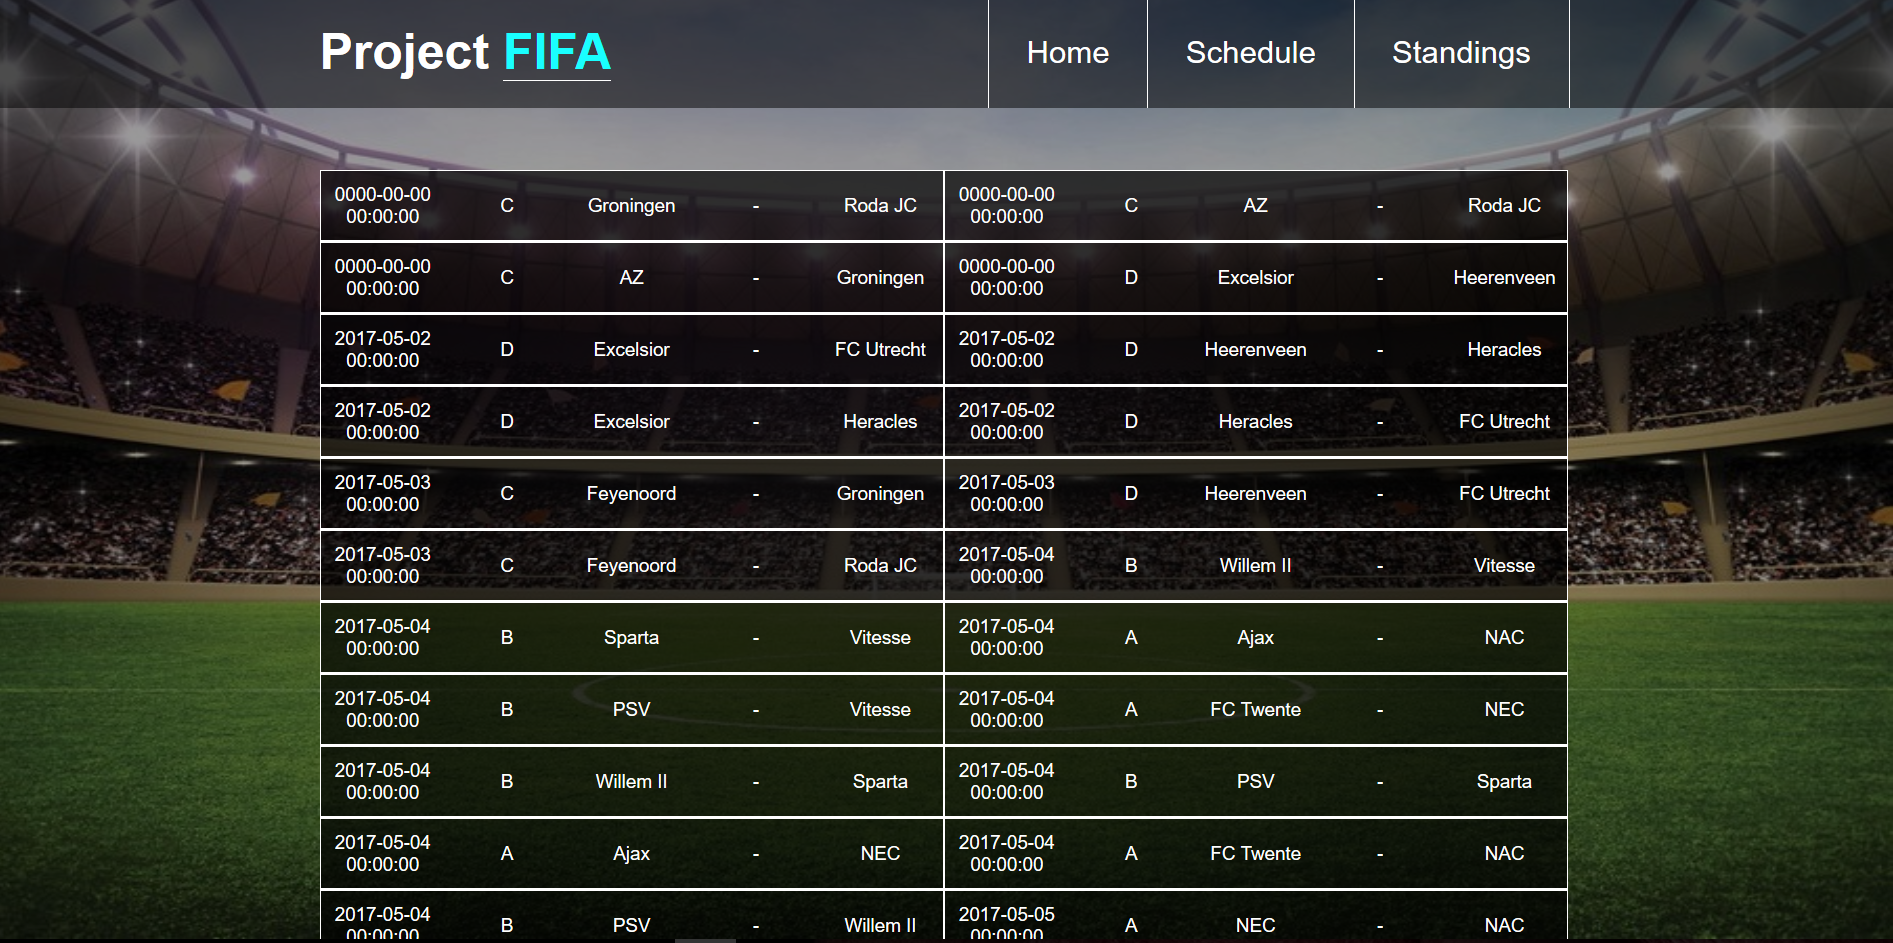 Project FIFA
Home
Schedule
Standings
0000-00-00 00:00:00 C Groningen - Roda JC
0000-00-00 00:00:00 C AZ - Roda JC
0000-00-00 00:00:00 C AZ - Groningen
0000-00-00 00:00:00 D Excelsior - Heerenveen
2017-05-02 00:00:00 D Excelsior - FC Utrecht
2017-05-02 00:00:00 D Heerenveen - Heracles
2017-05-02 00:00:00 D Excelsior - Heracles
2017-05-02 00:00:00 D Heracles - FC Utrecht
2017-05-03 00:00:00 C Feyenoord - Groningen
2017-05-03 00:00:00 D Heerenveen - FC Utrecht
2017-05-03 00:00:00 C Feyenoord - Roda JC
2017-05-04 00:00:00 B Willem II - Vitesse
2017-05-04 00:00:00 B Sparta - Vitesse
2017-05-04 00:00:00 A Ajax - NAC
2017-05-04 00:00:00 B PSV - Vitesse
2017-05-04 00:00:00 A FC Twente - NEC
2017-05-04 00:00:00 B Willem II - Sparta
2017-05-04 00:00:00 B PSV - Sparta
2017-05-04 00:00:00 A Ajax - NEC
2017-05-04 00:00:00 A FC Twente - NAC
2017-05-04 00:00:00 B PSV - Willem II
2017-05-05 00:00:00 A NEC - NAC